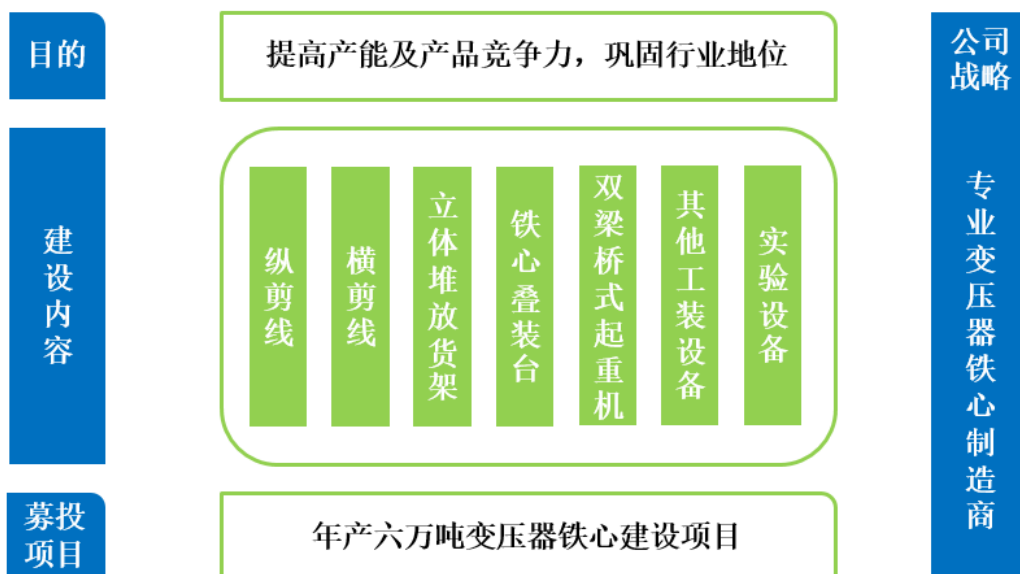 目的
提高产能及产品竞争力，巩固行业地位
公司
战略
专业变压器铁心制造商
建设内容
纵剪线
横剪线
立体堆放货架
铁心叠装台
双梁桥式起重机
其他工装设备
实验设备
募投
项目
年产六万吨变压器铁心建设项目